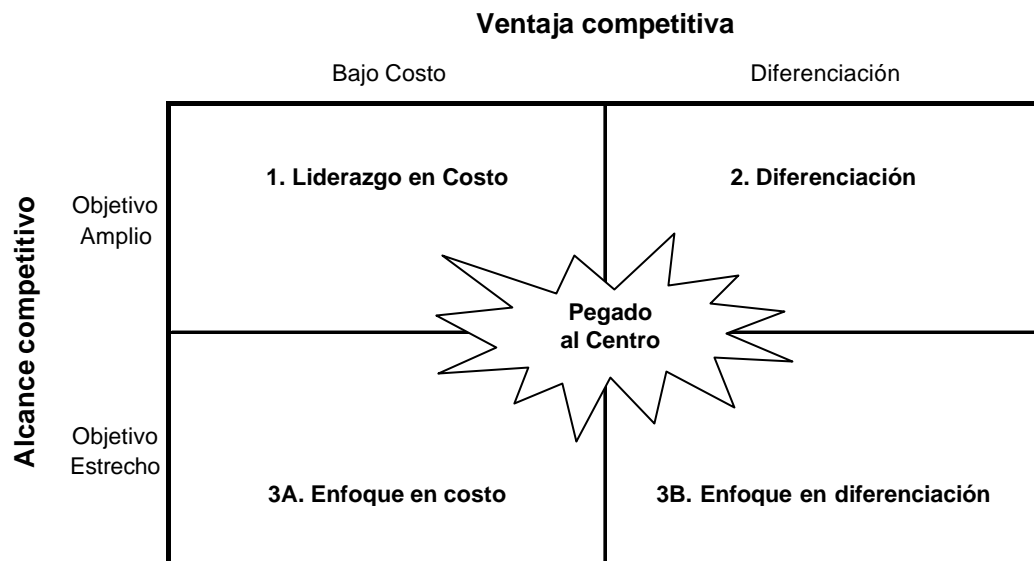 Ventaja competitiva
Bajo Costo
Diferenciación
1. Liderazgo en Costo
2. Diferenciación
Alcance competitivo
Objetivo
Amplio
Pegado
al Centro
Objetivo
Estrecho
3A. Enfoque en costo
3B. Enfoque en diferenciación